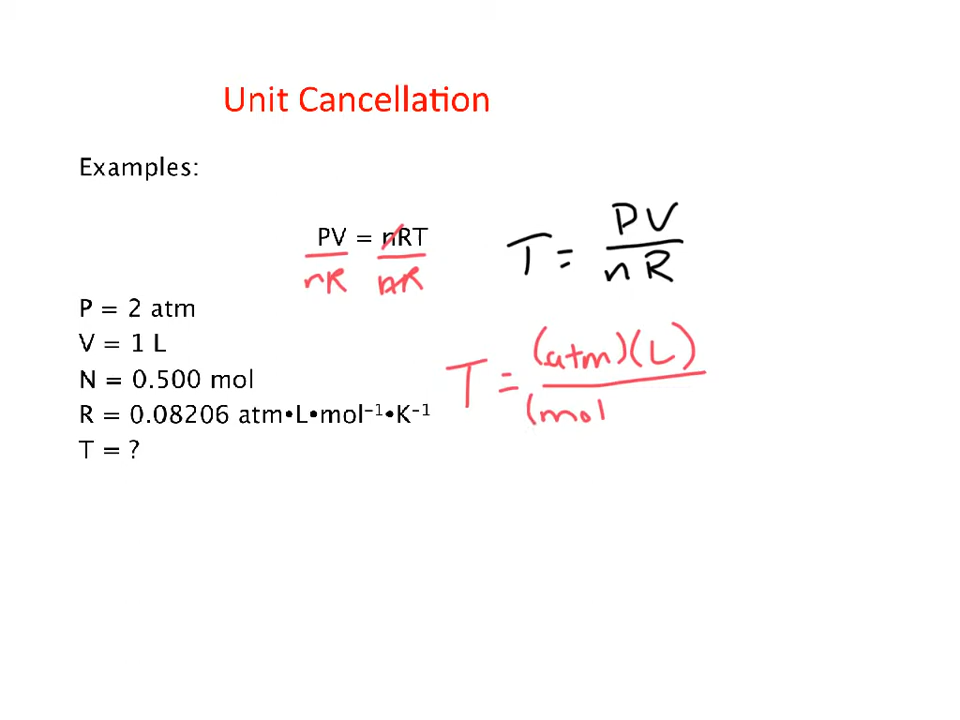 Unit Cancellation
Examples:
PV = nRT
nR nR
T = PV
nR
P = 2 atm
V = 1 L
N = 0.500 mol
R = 0.08206 atm•L•mol⁻¹•K⁻¹
T = ?
T = (atm)(L)
(mol